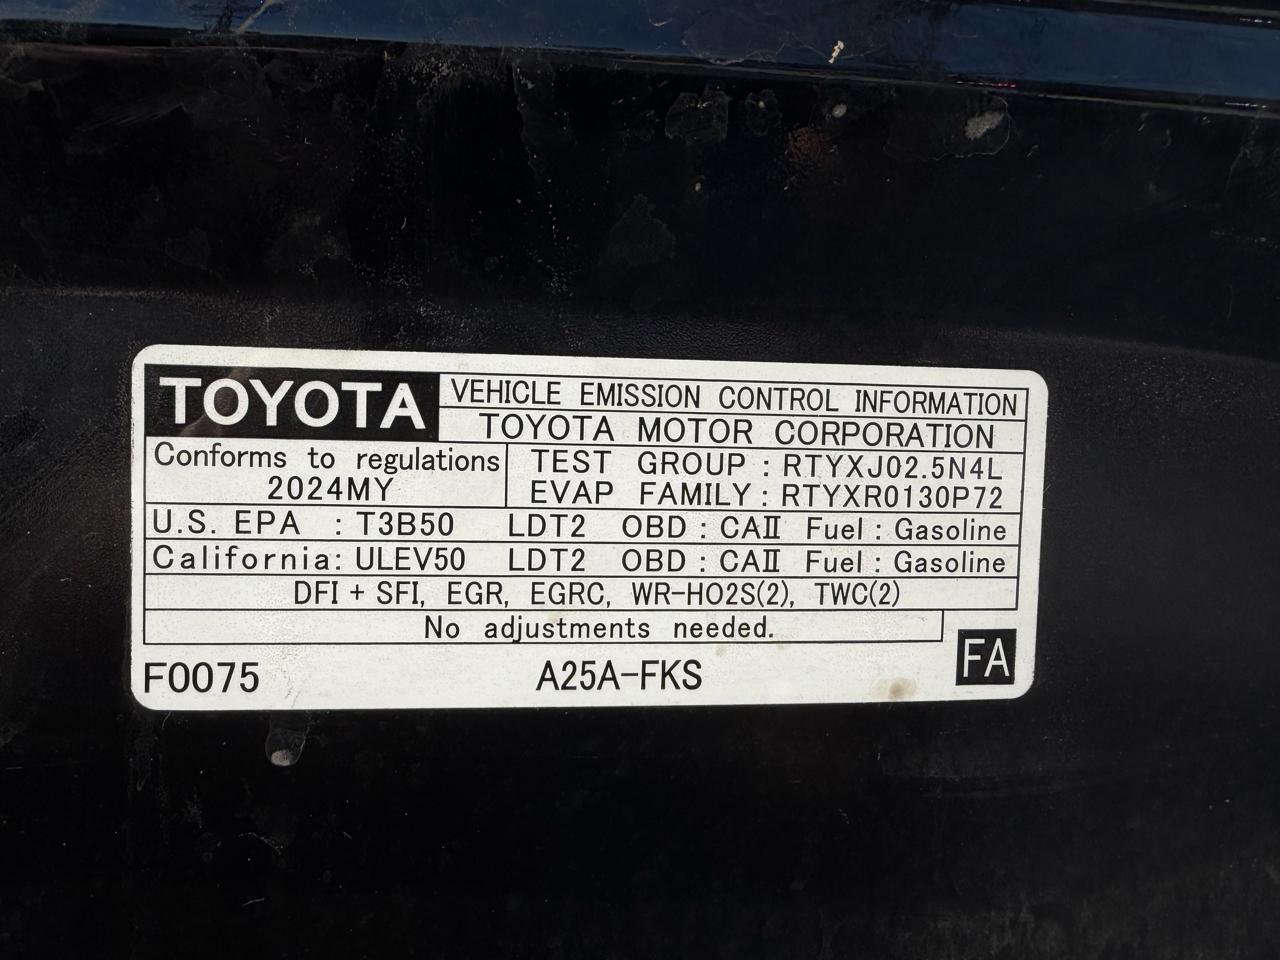 TOYOTA VEHICLE EMISSION CONTROL INFORMATION
TOYOTA MOTOR CORPORATION
Conforms to regulations
2024MY
TEST GROUP : RTYXJ02.5N4L
EVAP FAMILY : RTYXR0130P72
U.S. EPA : T3B50 LDT2 OBD : CAII Fuel : Gasoline
California: ULEV50 LDT2 OBD : CAII Fuel : Gasoline
DFI + SFI, EGR, EGRC, WR-HO2S(2), TWC(2)
No adjustments needed.
F0075 A25A-FKS FA